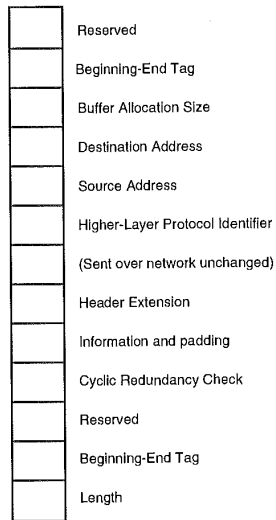 Reserved
Beginning-End Tag
Buffer Allocation Size
Destination Address
Source Address
Higher-Layer Protocol Identifier
(Sent over network unchanged)
Header Extension
Information and padding
Cyclic Redundancy Check
Reserved
Beginning-End Tag
Length